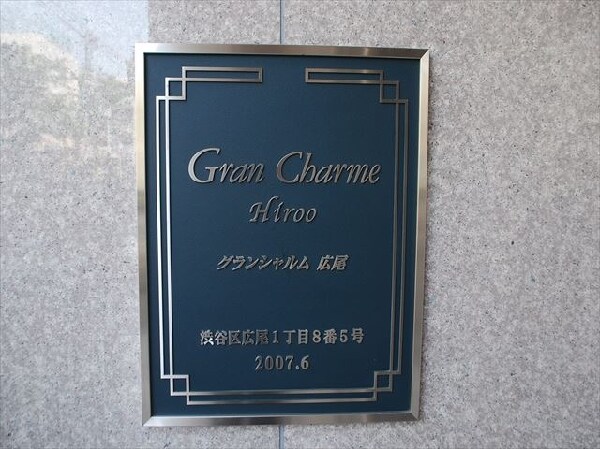 Gran Charme
Hiroo
グランシャルム 広尾
渋谷区広尾1丁目8番5号
2007.6